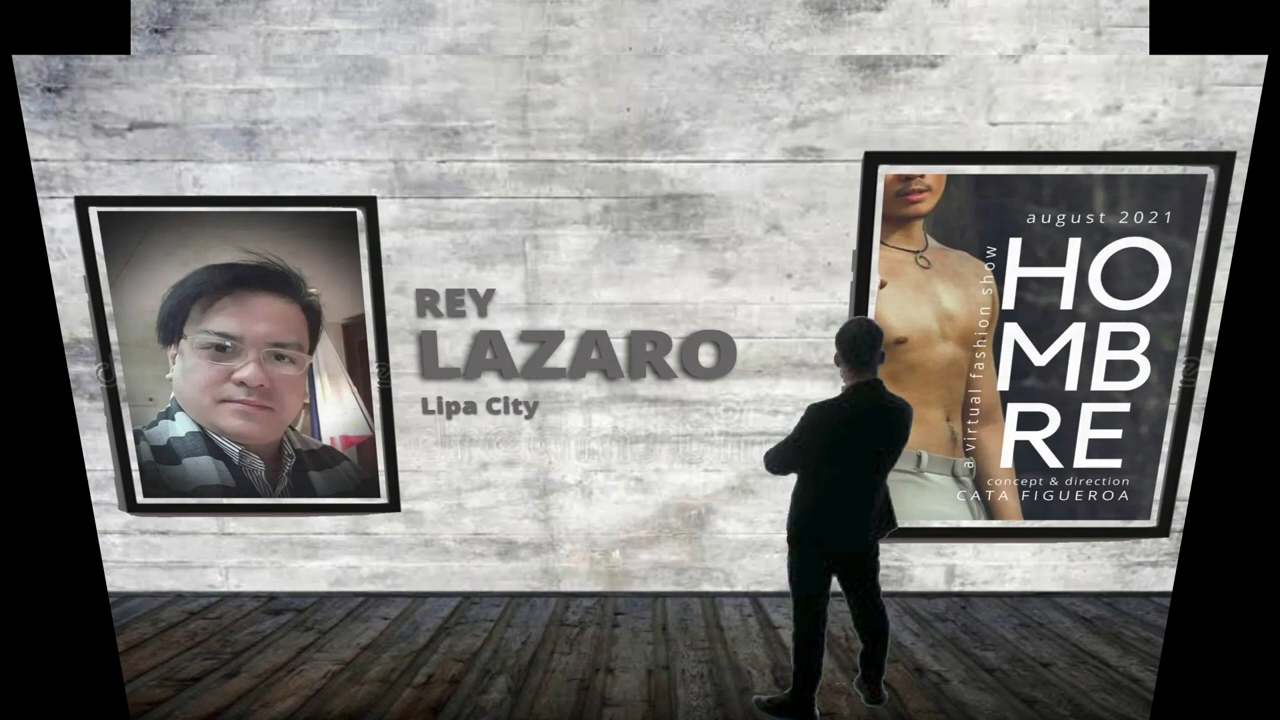 REY
LAZARO
Lipa City
august 2021
a virtual fashion show
HO
MB
RE
concept & direction
CATA FIGUEROA